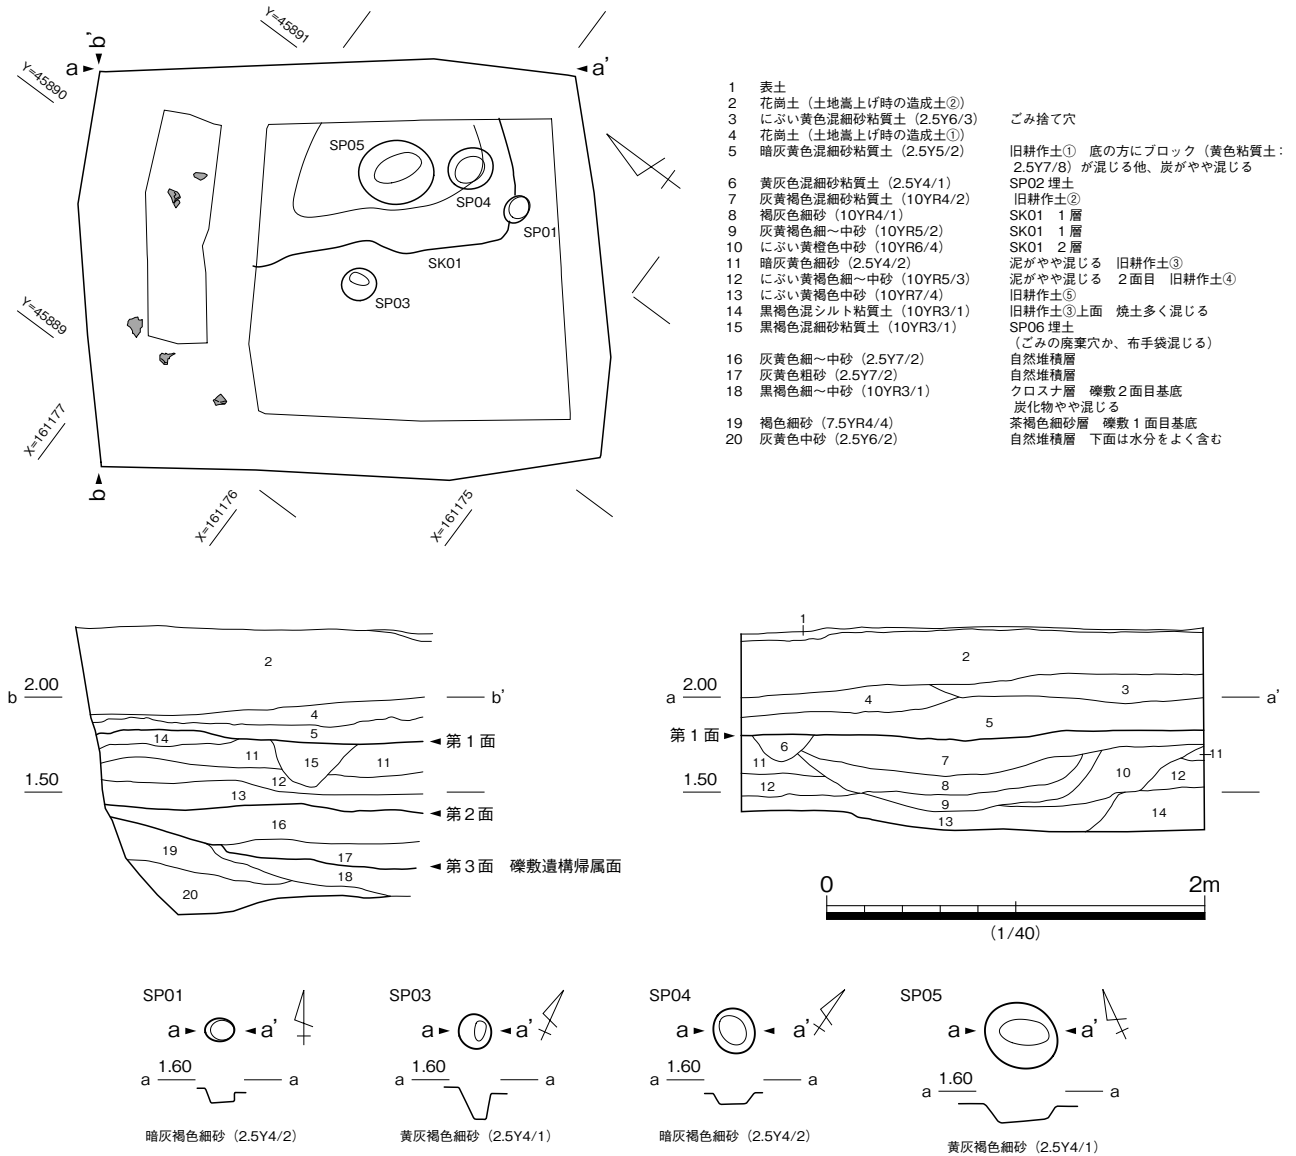 Y=45891
b'
a
a'
Y=45890
SP05
SP04
SP01
SK01
SP03
Y=45889
X=161177
b
X=161176
X=161175
1 表土
2 花崗土（土地嵩上げ時の造成土②）
3 にぶい黄色混細砂粘質土（2.5Y6/3） ごみ捨て穴
4 花崗土（土地嵩上げ時の造成土①）
5 暗灰黄色混細砂粘質土（2.5Y5/2） 旧耕作土① 底の方にブロック（黄色粘質土：
2.5Y7/8）が混じる他、炭がやや混じる
6 黄灰色混細砂粘質土（2.5Y4/1） SP02 埋土
7 灰黄褐色混細砂粘質土（10YR4/2） 旧耕作土②
8 褐灰色細砂（10YR4/1） SK01 1層
9 灰黄褐色細～中砂（10YR5/2） SK01 1層
10 にぶい黄橙色中砂（10YR6/4） SK01 2層
11 暗灰黄色細砂（2.5Y4/2） 泥がやや混じる 旧耕作土③
12 にぶい黄褐色細～中砂（10YR5/3） 泥がやや混じる 2面目 旧耕作土④
13 にぶい黄褐色中砂（10YR7/4） 旧耕作土⑤
14 黒褐色混シルト粘質土（10YR3/1） 旧耕作土③上面 焼土多く混じる
15 黒褐色混細砂粘質土（10YR3/1） SP06 埋土
（ごみの廃棄穴か、布手袋混じる）
16 灰黄色細～中砂（2.5Y7/2） 自然堆積層
17 灰黄色粗砂（2.5Y7/2） 自然堆積層
18 黒褐色細～中砂（10YR3/1） クロスナ層 礫敷2面目基底
炭化物やや混じる
19 褐色細砂（7.5YR4/4） 茶褐色細砂層 礫敷1面目基底
20 灰黄色中砂（2.5Y6/2） 自然堆積層 下面は水分をよく含む
2
b 2.00 b'
4
5
第1面
14
11
15
11
12
1.50
13
第2面
16
17
19
第3面 礫敷遺構帰属面
18
20
1
2
a 2.00 a'
3
4
5
第1面
6
11
11
7
10
12
12
1.50
8
9
13
14
0 2m
(1/40)
SP01
a a'
1.60
a a
暗灰褐色細砂（2.5Y4/2）
SP03
a a'
1.60
a a
黄灰褐色細砂（2.5Y4/1）
SP04
a a'
1.60
a a
暗灰褐色細砂（2.5Y4/2）
SP05
a a'
1.60
a a
黄灰褐色細砂（2.5Y4/1）